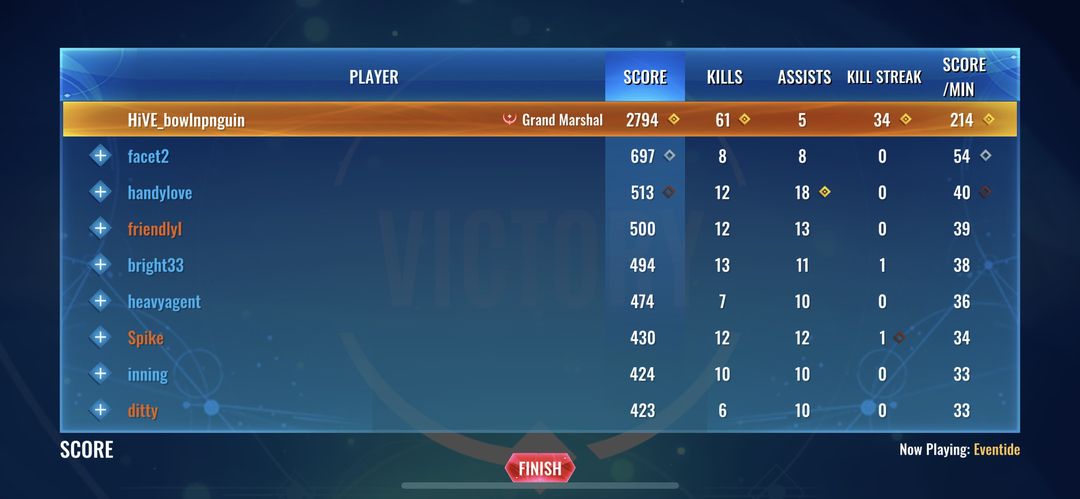 PLAYER SCORE KILLS ASSISTS KILL STREAK SCORE /MIN
HiVE_bowlnpnguin Grand Marshal 2794 61 5 34 214
facet2 697 8 8 0 54
handylove 513 12 18 0 40
friendlyl 500 12 13 0 39
bright33 494 13 11 1 38
heavyagent 474 7 10 0 36
Spike 430 12 12 1 34
inning 424 10 10 0 33
ditty 423 6 10 0 33
VICTORY
SCORE
Now Playing: Eventide
FINISH